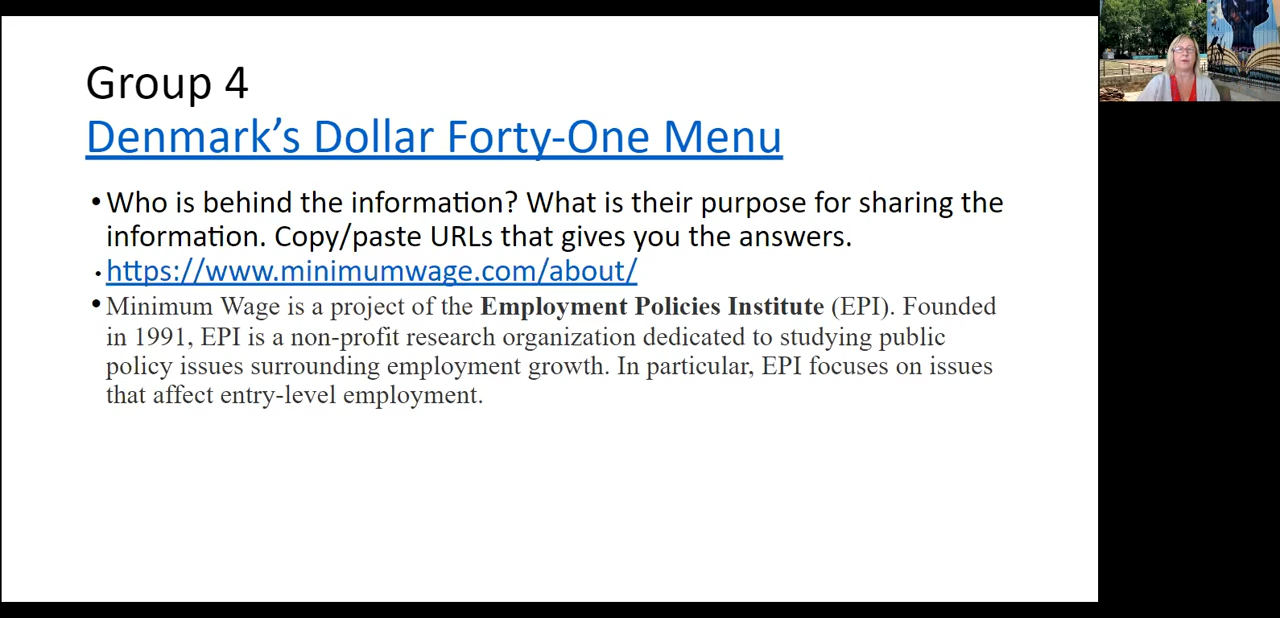 Group 4
Denmark’s Dollar Forty-One Menu
•Who is behind the information? What is their purpose for sharing the
information. Copy/paste URLs that gives you the answers.
•https://www.minimumwage.com/about/
•Minimum Wage is a project of the Employment Policies Institute (EPI). Founded
in 1991, EPI is a non-profit research organization dedicated to studying public
policy issues surrounding employment growth. In particular, EPI focuses on issues
that affect entry-level employment.